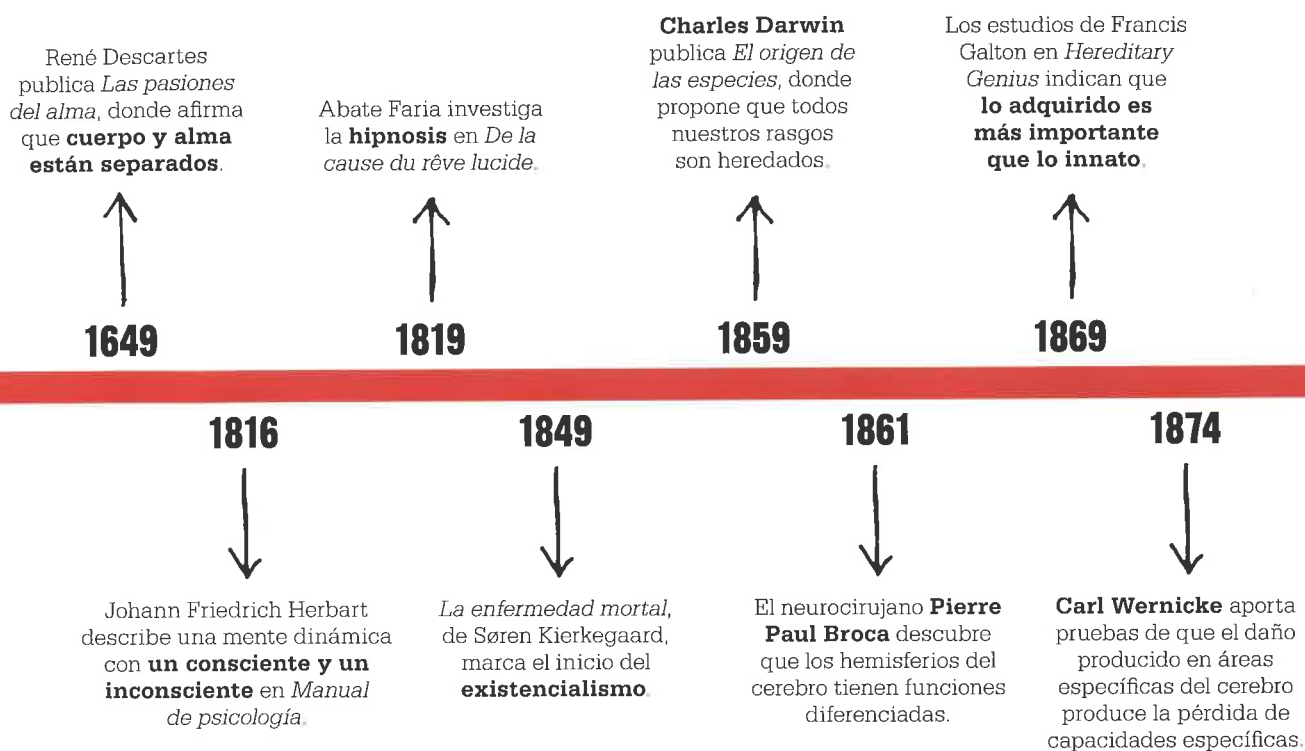 René Descartes
publica Las pasiones
del alma, donde afirma
que cuerpo y alma
están separados.
1649
Abate Faria investiga
la hipnosis en De la
cause du rêve lucide.
1819
Charles Darwin
publica El origen de
las especies, donde
propone que todos
nuestros rasgos
son heredados.
1859
Los estudios de Francis
Galton en Hereditary
Genius indican que
lo adquirido es
más importante
que lo innato.
1869
1816
Johann Friedrich Herbart
describe una mente dinámica
con un consciente y un
inconsciente en Manual
de psicología.
1849
La enfermedad mortal,
de Søren Kierkegaard,
marca el inicio del
existencialismo.
1861
El neurocirujano Pierre
Paul Broca descubre
que los hemisferios del
cerebro tienen funciones
diferenciadas.
1874
Carl Wernicke aporta
pruebas de que el daño
producido en áreas
específicas del cerebro
produce la pérdida de
capacidades específicas.